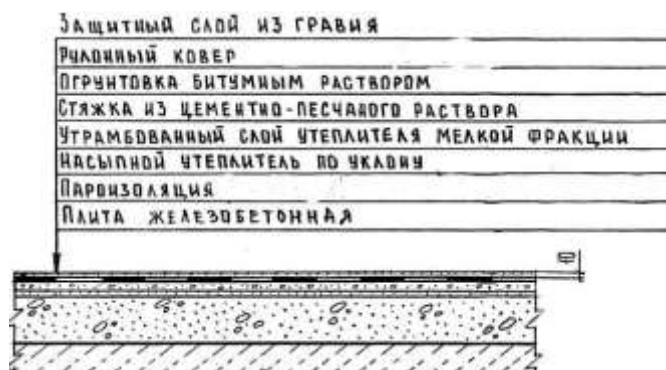 Защитный слой из гравия
Рулонный ковер
Огрунтовка битумным раствором
Стяжка из цементно-песчаного раствора
Утрамбованный слой утеплителя мелкой фракции
Насыпной утеплитель по уклону
Пароизоляция
Плита железобетонная